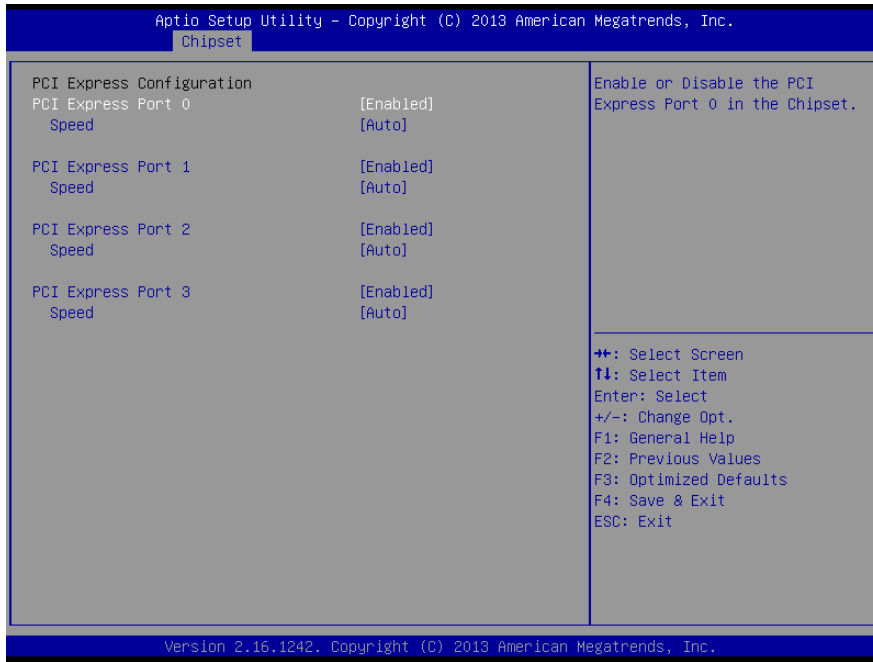 Aptio Setup Utility – Copyright (C) 2013 American Megatrends, Inc.
Chipset
PCI Express Configuration
PCI Express Port 0 [Enabled]
Speed [Auto]
PCI Express Port 1 [Enabled]
Speed [Auto]
PCI Express Port 2 [Enabled]
Speed [Auto]
PCI Express Port 3 [Enabled]
Speed [Auto]
Enable or Disable the PCI
Express Port 0 in the Chipset.
→←: Select Screen
↑↓: Select Item
Enter: Select
+/-: Change Opt.
F1: General Help
F2: Previous Values
F3: Optimized Defaults
F4: Save & Exit
ESC: Exit
Version 2.16.1242. Copyright (C) 2013 American Megatrends, Inc.